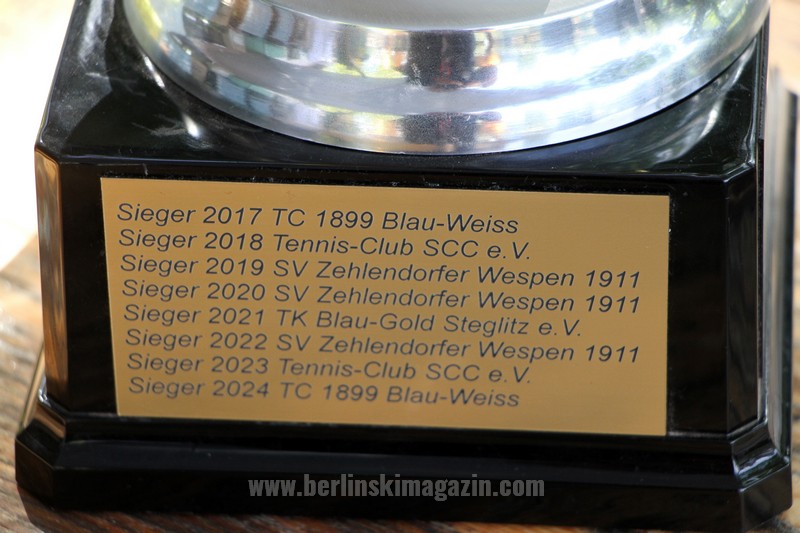 Sieger 2017 TC 1899 Blau-Weiss
Sieger 2018 Tennis-Club SCC e.V.
Sieger 2019 SV Zehlendorfer Wespen 1911
Sieger 2020 SV Zehlendorfer Wespen 1911
Sieger 2021 TK Blau-Gold Steglitz e.V.
Sieger 2022 SV Zehlendorfer Wespen 1911
Sieger 2023 Tennis-Club SCC e.V.
Sieger 2024 TC 1899 Blau-Weiss
www.berlinskimagazin.com